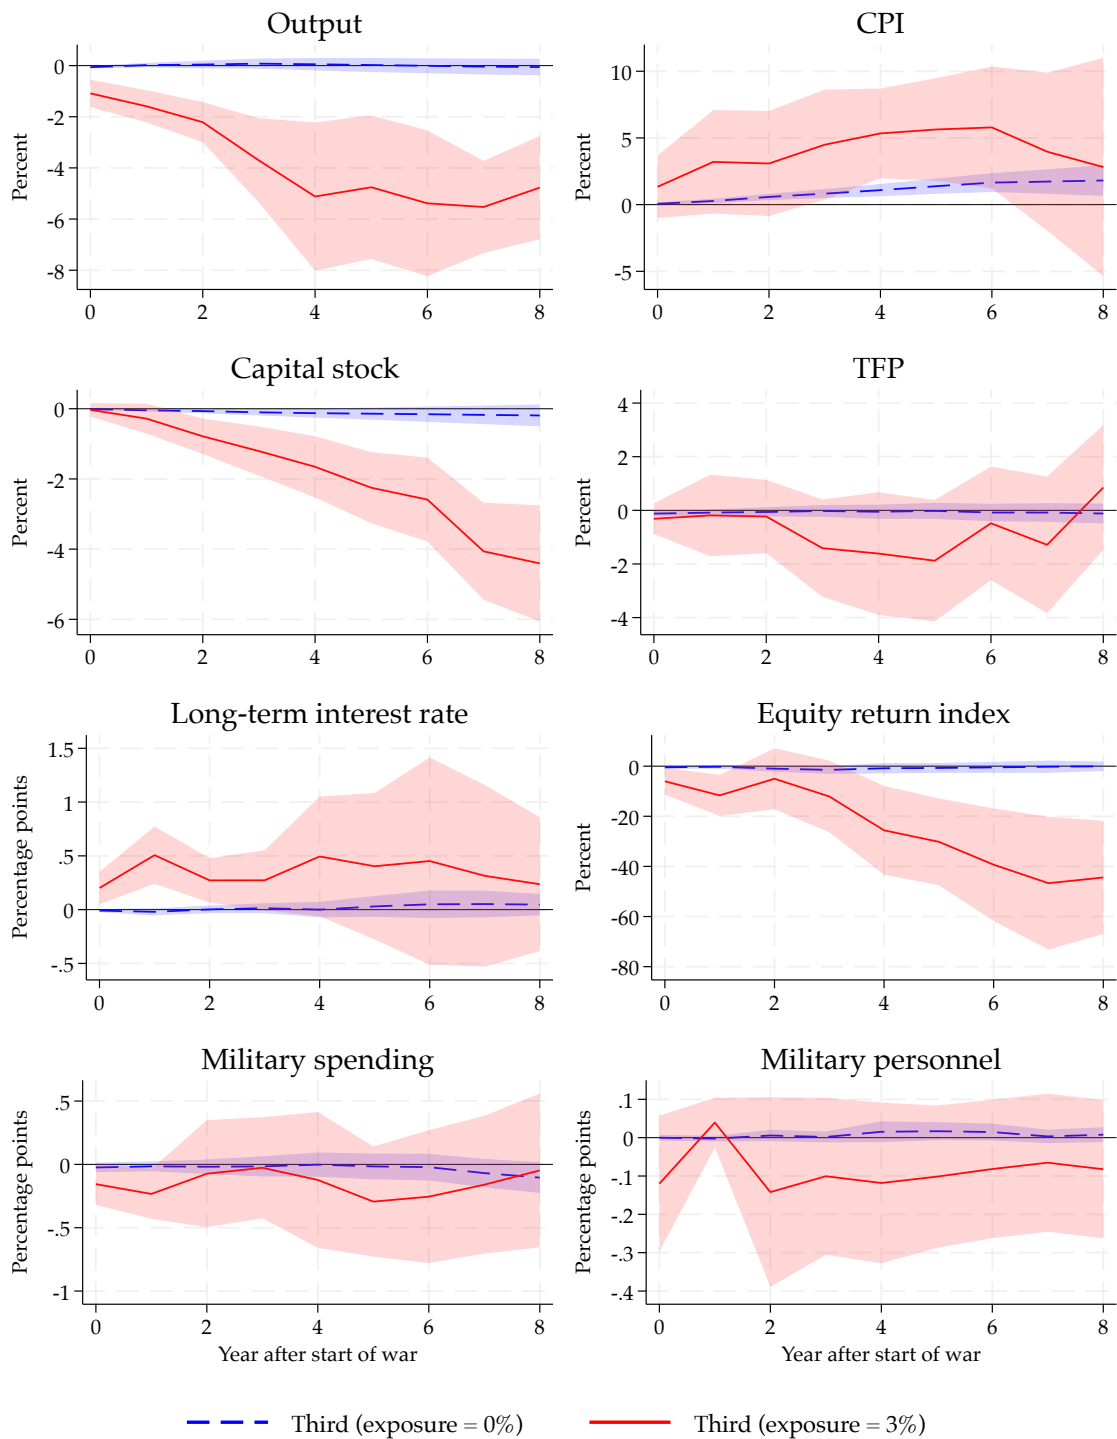 Output
CPI
Percent
0
-2
-4
-6
-8
0 2 4 6 8
Percent
10
5
0
-5
0 2 4 6 8
Capital stock
TFP
Percent
0
-2
-4
-6
0 2 4 6 8
Percent
4
2
0
-2
-4
0 2 4 6 8
Long-term interest rate
Equity return index
Percentage points
1.5
1
.5
0
-.5
0 2 4 6 8
Percent
0
-20
-40
-60
-80
0 2 4 6 8
Military spending
Military personnel
Percentage points
.5
0
-.5
-1
0 2 4 6 8
Year after start of war
Percentage points
.1
0
-.1
-.2
-.3
-.4
0 2 4 6 8
Year after start of war
Third (exposure = 0%) Third (exposure = 3%)